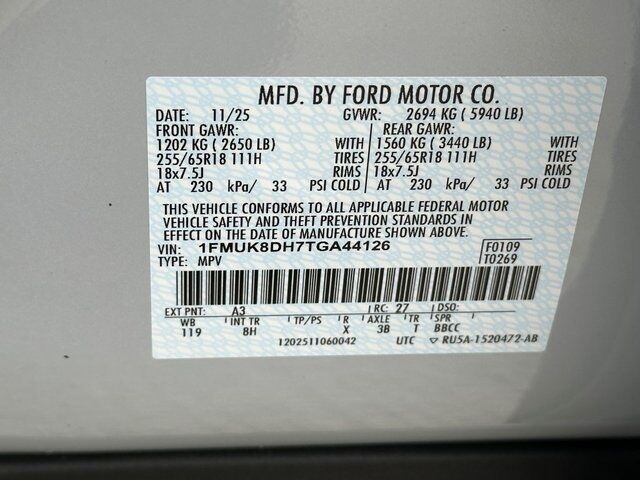 MFD. BY FORD MOTOR CO.
DATE: 11/25 GVWR: 2694 KG ( 5940 LB)
FRONT GAWR: REAR GAWR:
1202 KG ( 2650 LB) WITH 1560 KG ( 3440 LB) WITH
255/65R18 111H TIRES 255/65R18 111H TIRES
18x7.5J RIMS 18x7.5J RIMS
AT 230 kPa/ 33 PSI COLD AT 230 kPa/ 33 PSI COLD
THIS VEHICLE CONFORMS TO ALL APPLICABLE FEDERAL MOTOR
VEHICLE SAFETY AND THEFT PREVENTION STANDARDS IN
EFFECT ON THE DATE OF MANUFACTURE SHOWN ABOVE.
VIN: 1FMUK8DH7TGA44126 F0109
TYPE: MPV T0269
EXT PNT: A3 RC: 27 DSO:
WB INT TR TP/PS R AXLE TR SPR
119 8H X 3B T BBCC
1202511060042 UTC ▽ RU5A-1520472-AB